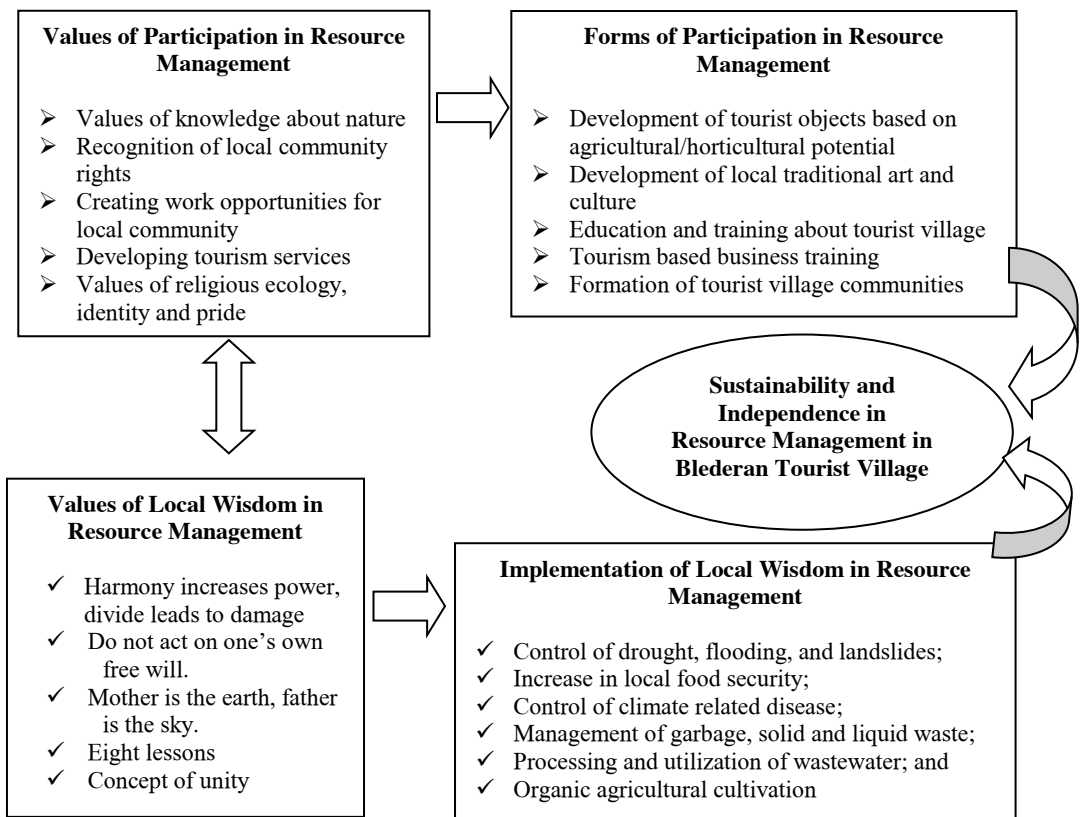 Values of Participation in Resource
Management
➢ Values of knowledge about nature
➢ Recognition of local community
rights
➢ Creating work opportunities for
local community
➢ Developing tourism services
➢ Values of religious ecology,
identity and pride
Forms of Participation in Resource
Management
➢ Development of tourist objects based on
agricultural/horticultural potential
➢ Development of local traditional art and
culture
➢ Education and training about tourist village
➢ Tourism based business training
➢ Formation of tourist village communities
Sustainability and
Independence in
Resource Management in
Blederan Tourist Village
Values of Local Wisdom in
Resource Management
✓ Harmony increases power,
divide leads to damage
✓ Do not act on one’s own
free will.
✓ Mother is the earth, father
is the sky.
✓ Eight lessons
✓ Concept of unity
Implementation of Local Wisdom in Resource
Management
✓ Control of drought, flooding, and landslides;
✓ Increase in local food security;
✓ Control of climate related disease;
✓ Management of garbage, solid and liquid waste;
✓ Processing and utilization of wastewater; and
✓ Organic agricultural cultivation